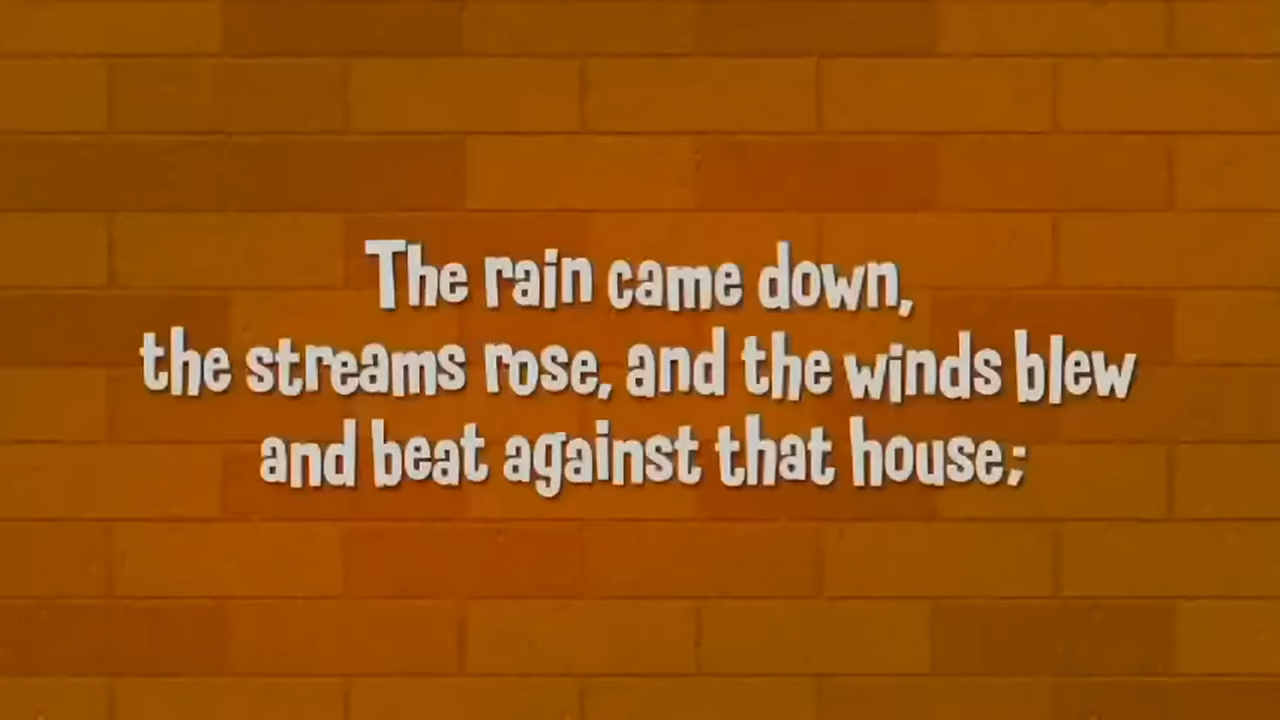 The rain came down,
the streams rose, and the winds blew
and beat against that house;